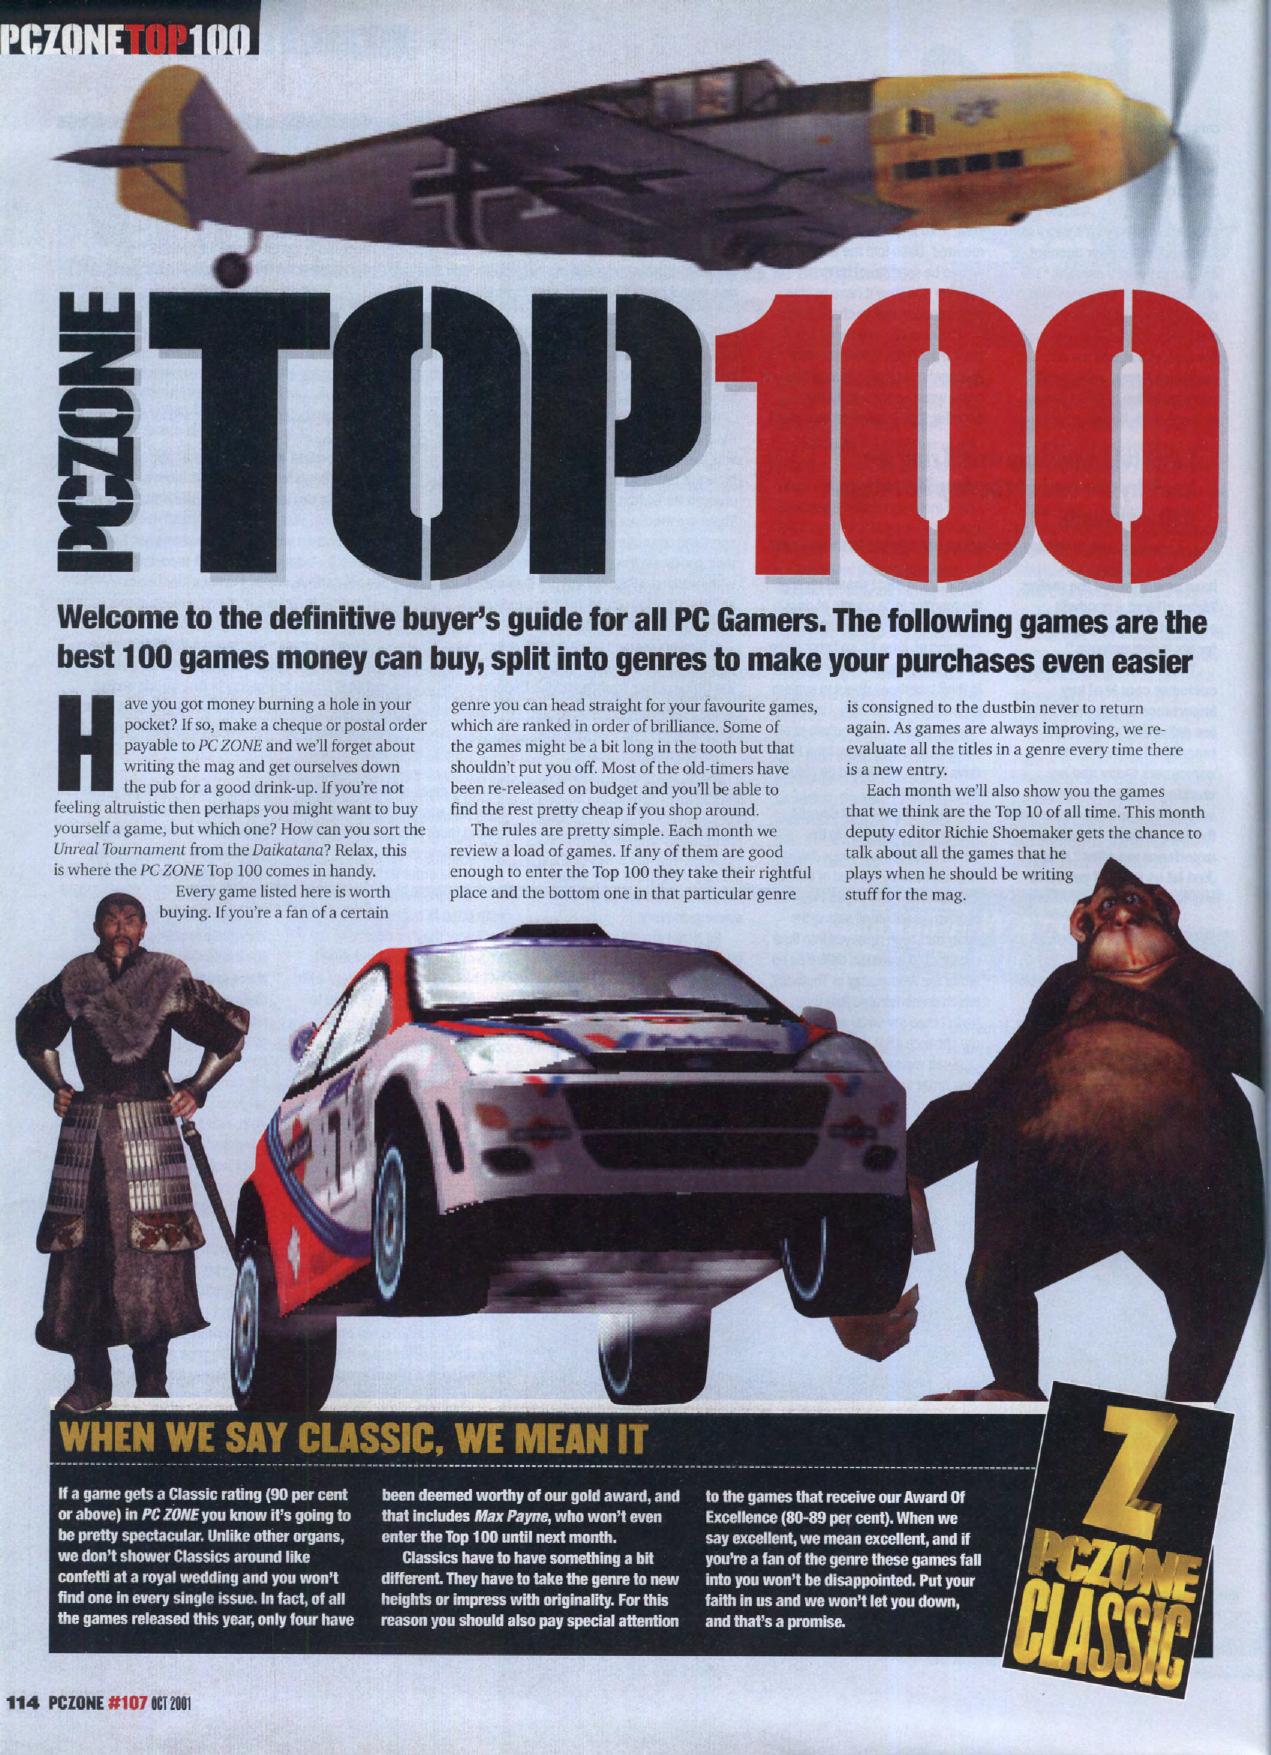 PCZONETOP100
PCZONE
TOP100
Welcome to the definitive buyer's guide for all PC Gamers. The following games are the
best 100 games money can buy, split into genres to make your purchases even easier
Have you got money burning a hole in your
pocket? If so, make a cheque or postal order
payable to PC ZONE and we'll forget about
writing the mag and get ourselves down
the pub for a good drink-up. If you're not
feeling altruistic then perhaps you might want to buy
yourself a game, but which one? How can you sort the
Unreal Tournament from the Daikatana? Relax, this
is where the PC ZONE Top 100 comes in handy.
Every game listed here is worth
buying. If you're a fan of a certain
genre you can head straight for your favourite games,
which are ranked in order of brilliance. Some of
the games might be a bit long in the tooth but that
shouldn't put you off. Most of the old-timers have
been re-released on budget and you'll be able to
find the rest pretty cheap if you shop around.
The rules are pretty simple. Each month we
review a load of games. If any of them are good
enough to enter the Top 100 they take their rightful
place and the bottom one in that particular genre
is consigned to the dustbin never to return
again. As games are always improving, we re-
evaluate all the titles in a genre every time there
is a new entry.
Each month we'll also show you the games
that we think are the Top 10 of all time. This month
deputy editor Richie Shoemaker gets the chance to
talk about all the games that he
plays when he should be writing
stuff for the mag.
WHEN WE SAY CLASSIC, WE MEAN IT
If a game gets a Classic rating (90 per cent
or above) in PC ZONE you know it's going to
be pretty spectacular. Unlike other organs,
we don't shower Classics around like
confetti at a royal wedding and you won't
find one in every single issue. In fact, of all
the games released this year, only four have
been deemed worthy of our gold award, and
that includes Max Payne, who won't even
enter the Top 100 until next month.
Classics have to have something a bit
different. They have to take the genre to new
heights or impress with originality. For this
reason you should also pay special attention
to the games that receive our Award Of
Excellence (80-89 per cent). When we
say excellent, we mean excellent, and if
you're a fan of the genre these games fall
into you won't be disappointed. Put your
faith in us and we won't let you down,
and that's a promise.
Z
PCZONE
CLASSIC
114 PCZONE #107 OCT 2001